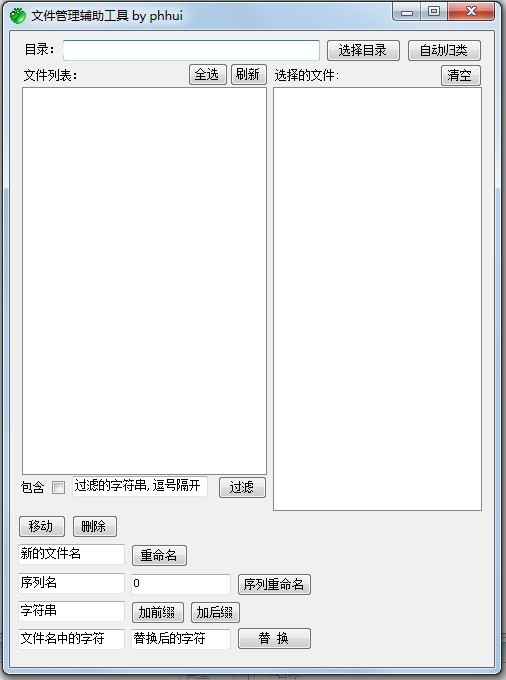 文件管理辅助工具 by phhui
目录： 选择目录 自动归类
文件列表： 全选 刷新 选择的文件: 清空
包含 过滤的字符串,逗号隔开 过滤
移动 删除
新的文件名 重命名
序列名 0 序列重命名
字符串 加前缀 加后缀
文件名中的字符 替换后的字符 替 换